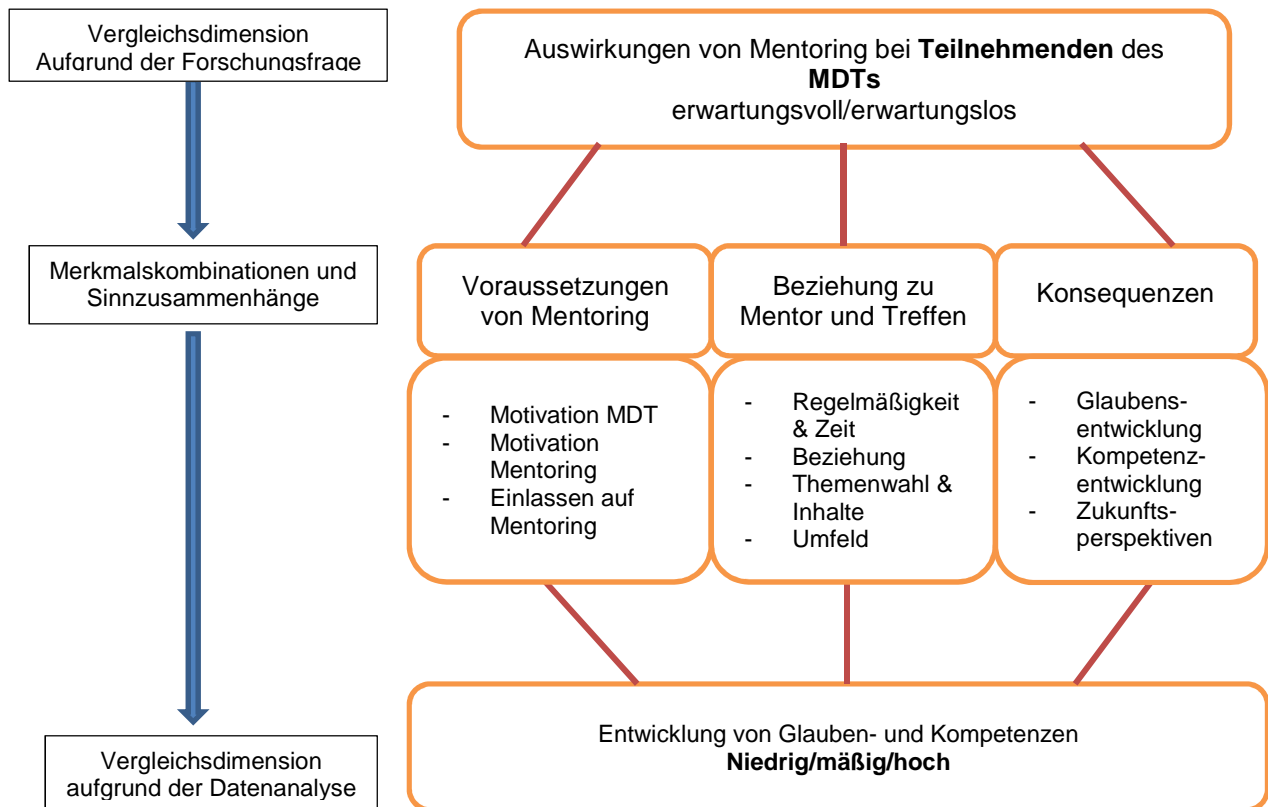 Vergleichsdimension
Aufgrund der Forschungsfrage
Auswirkungen von Mentoring bei Teilnehmenden des
MDTs
erwartungsvoll/erwartungslos
Merkmalskombinationen und
Sinnzusammenhänge
Voraussetzungen
von Mentoring
Beziehung zu
Mentor und Treffen
Konsequenzen
- Motivation MDT
- Motivation
Mentoring
- Einlassen auf
Mentoring
- Regelmäßigkeit
& Zeit
- Beziehung
- Themenwahl &
Inhalte
- Umfeld
- Glaubens-
entwicklung
- Kompetenz-
entwicklung
- Zukunfts-
perspektiven
Vergleichsdimension
aufgrund der Datenanalyse
Entwicklung von Glauben- und Kompetenzen
Niedrig/mäßig/hoch